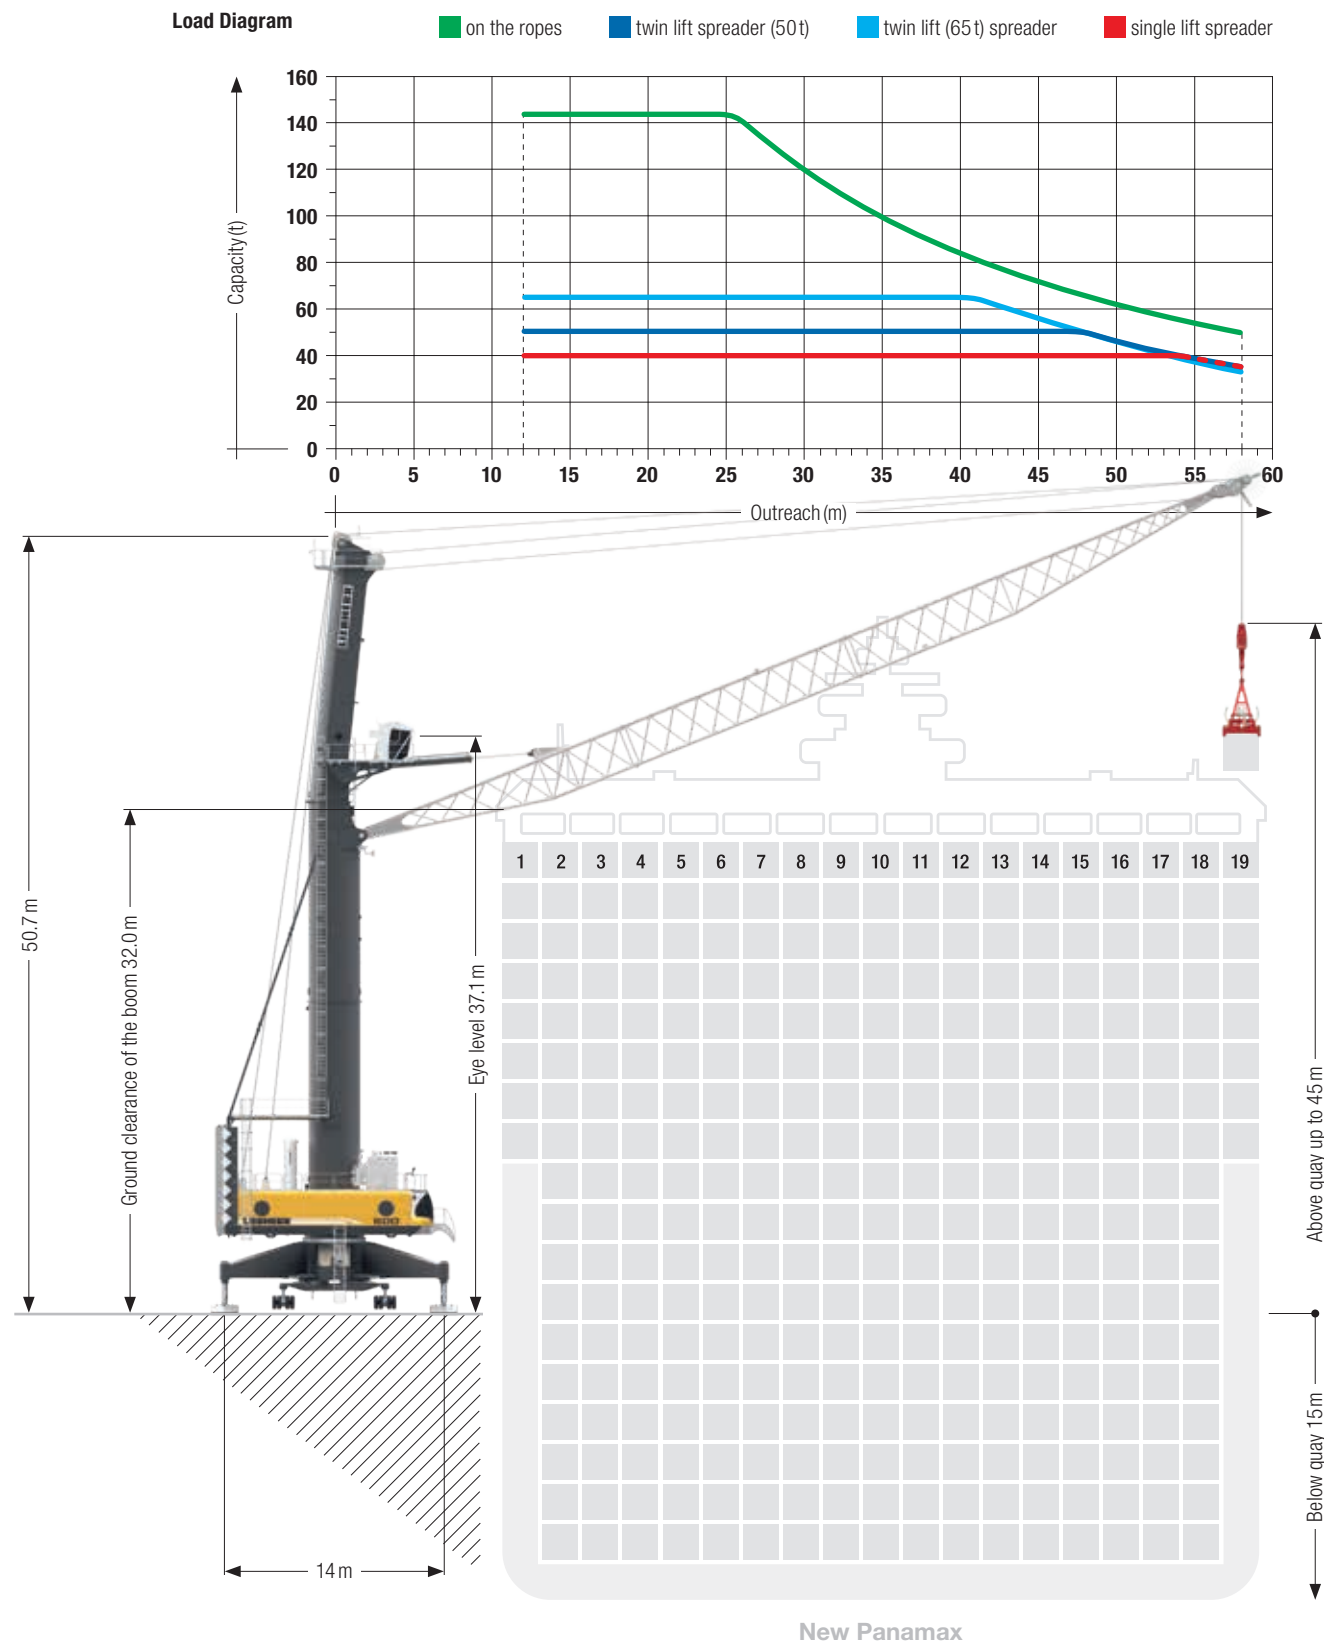 Load Diagram
on the ropes
twin lift spreader (50 t)
twin lift (65 t) spreader
single lift spreader
Capacity (t)
160
140
120
100
80
60
40
20
0
0 5 10 15 20 25 30 35 40 45 50 55 60
Outreach (m)
50.7 m
Ground clearance of the boom 32.0 m
Eye level 37.1 m
1 2 3 4 5 6 7 8 9 10 11 12 13 14 15 16 17 18 19
Above quay up to 45 m
Below quay 15 m
LIEBHERR 600
14 m
New Panamax